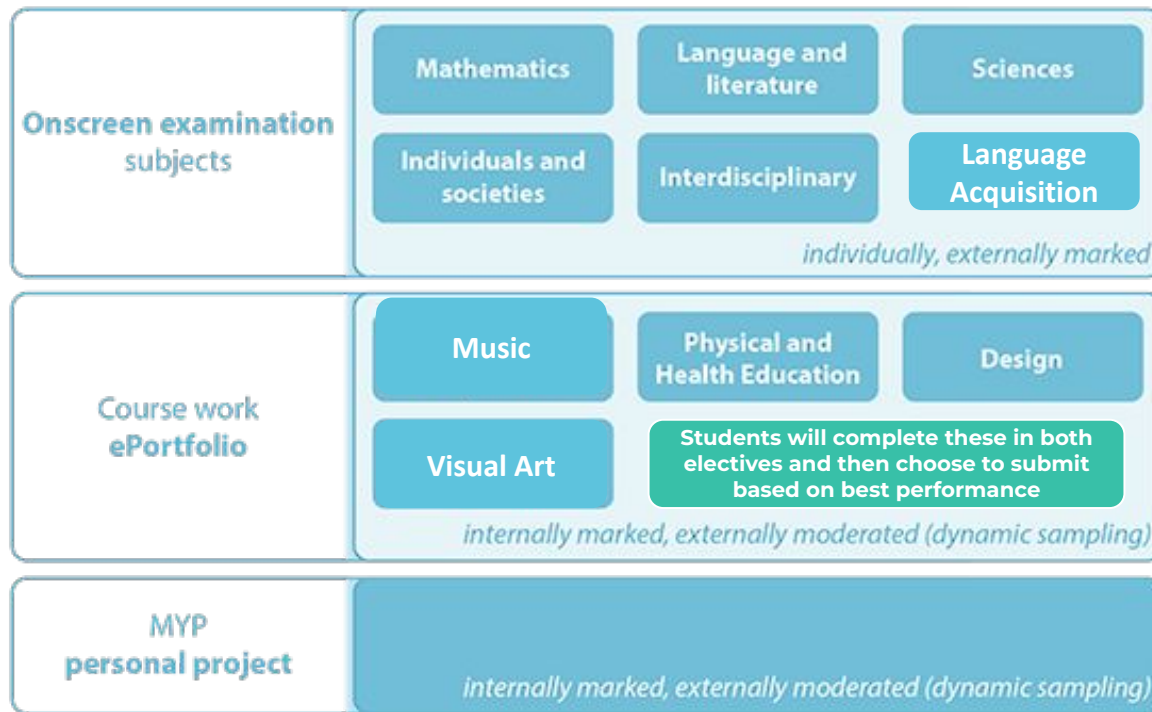 Onscreen examination
subjects
Mathematics
Language and
literature
Sciences
Individuals and
societies
Interdisciplinary
Language
Acquisition
individually, externally marked
Course work
ePortfolio
Music
Physical and
Health Education
Design
Visual Art
Students will complete these in both
electives and then choose to submit
based on best performance
internally marked, externally moderated (dynamic sampling)
MYP
personal project
internally marked, externally moderated (dynamic sampling)